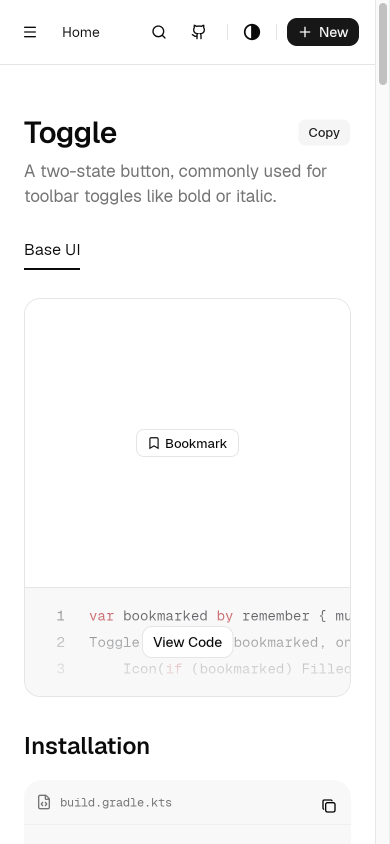 Home
New
Toggle
Copy
A two-state button, commonly used for
toolbar toggles like bold or italic.
Base UI
Bookmark
1 var bookmarked by remember { mu
2 Toggle View Code bookmarked, on
3 Icon(if (bookmarked) Filled
Installation
build.gradle.kts